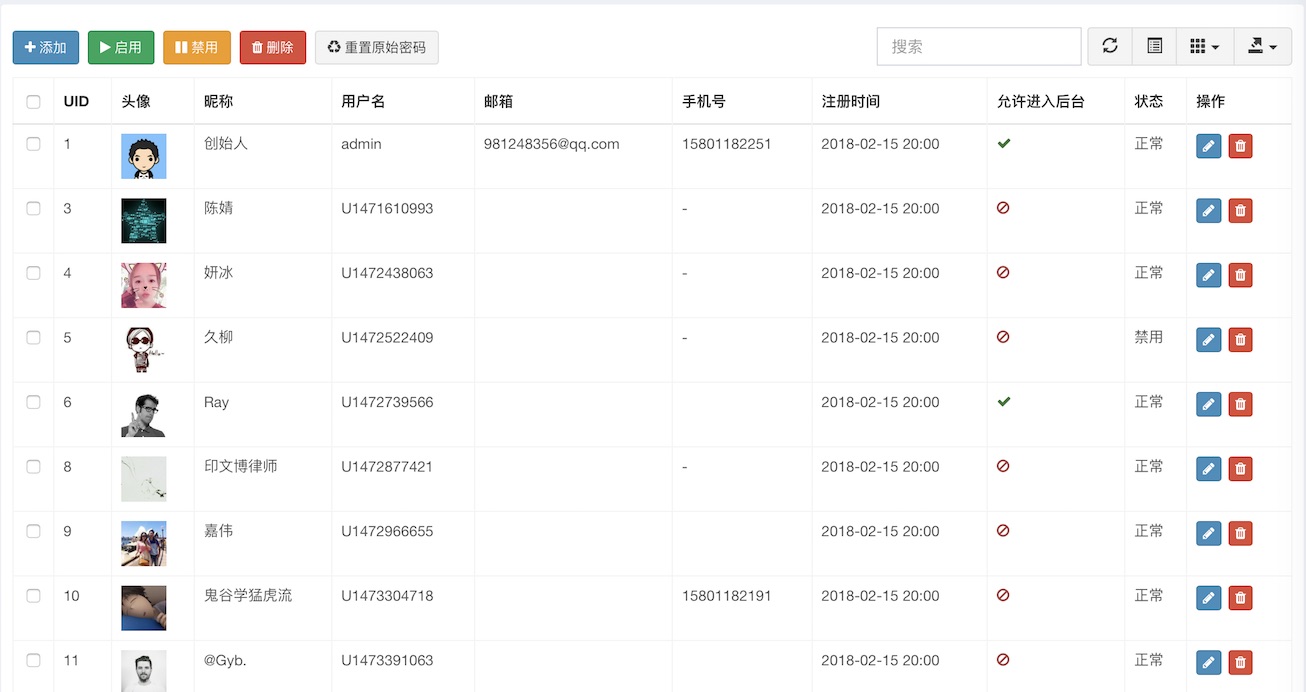 添加 启用 禁用 删除 重置原始密码 搜索
UID 头像 昵称 用户名 邮箱 手机号 注册时间 允许进入后台 状态 操作
1 创始人 admin 981248356@qq.com 15801182251 2018-02-15 20:00 正常
3 陈婧 U1471610993 - 2018-02-15 20:00 正常
4 妍冰 U1472438063 - 2018-02-15 20:00 正常
5 久柳 U1472522409 - 2018-02-15 20:00 禁用
6 Ray U1472739566 2018-02-15 20:00 正常
8 印文博律师 U1472877421 - 2018-02-15 20:00 正常
9 嘉伟 U1472966655 2018-02-15 20:00 正常
10 鬼谷学猛虎流 U1473304718 15801182191 2018-02-15 20:00 正常
11 @Gyb. U1473391063 2018-02-15 20:00 正常